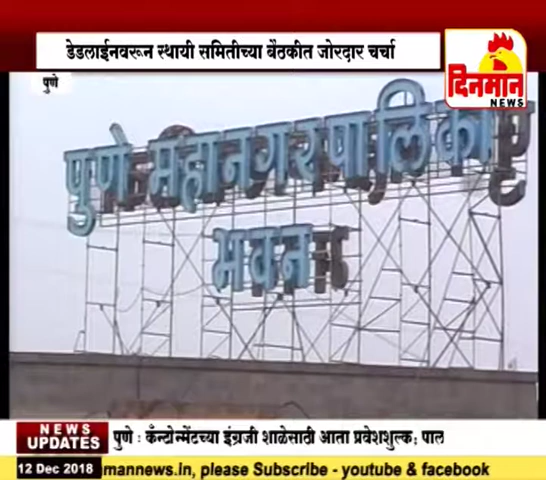 डेडलाईनवरून स्थायी समितीच्या बैठकीत जोरदार चर्चा
दिनमान
NEWS
पुणे
पुणे महानगरपालिका
भवन
NEWS
UPDATES
पुणे : कॅन्टोन्मेंटच्या इंग्रजी शाळेसाठी आता प्रवेशशुल्क; पाल
12 Dec 2018
mannews.in, please Subscribe - youtube & facebook